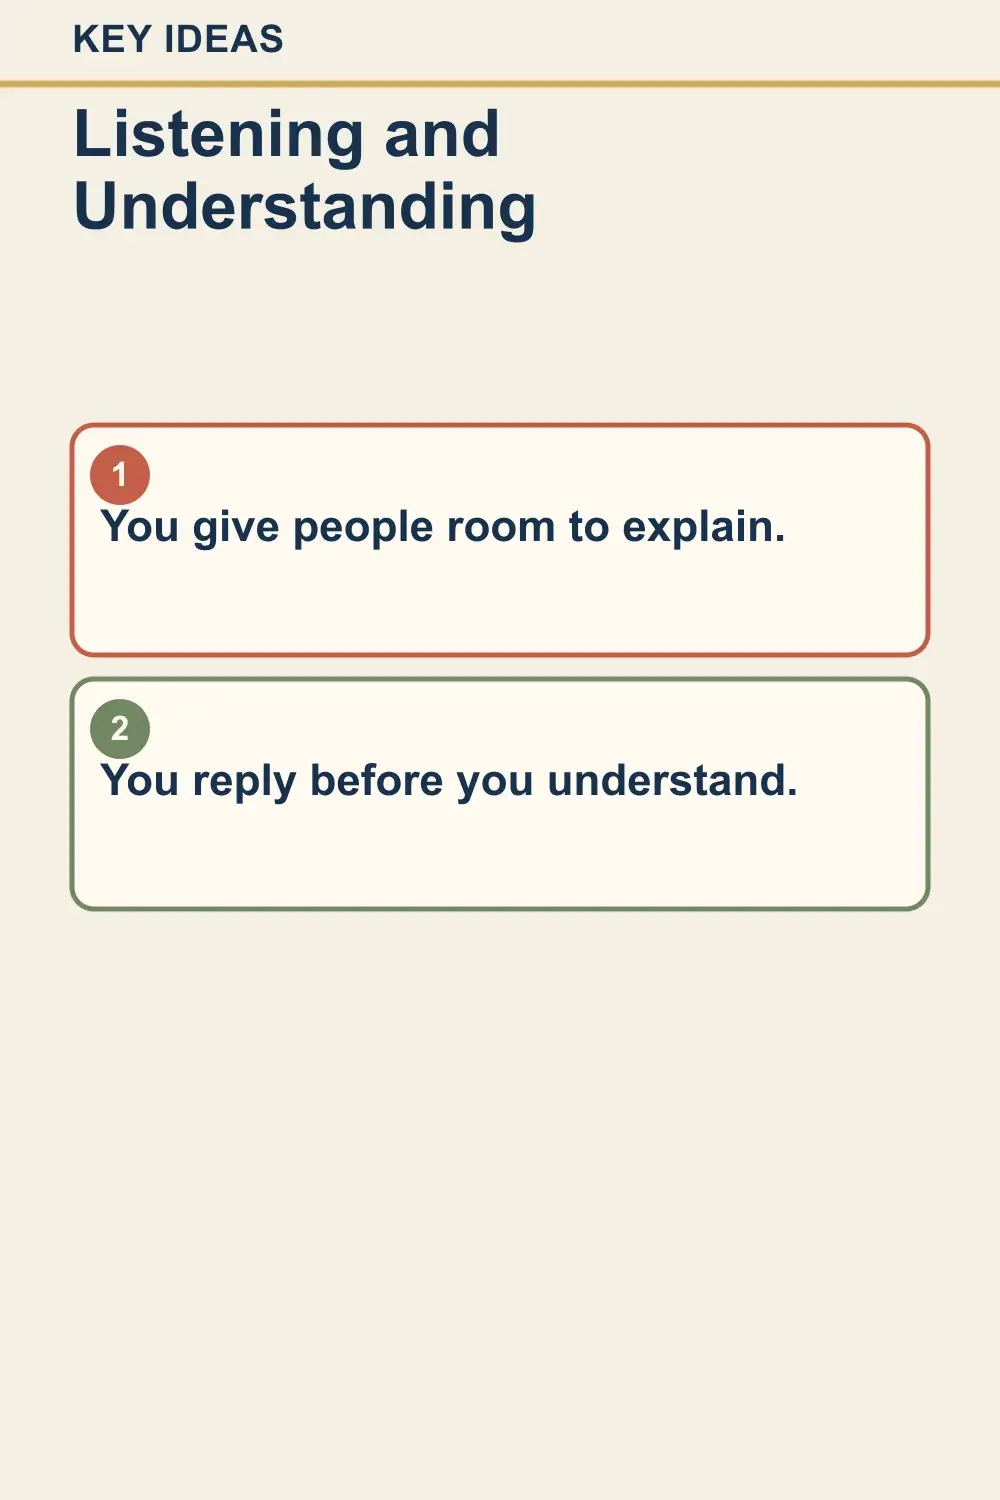 KEY IDEAS
Listening and
Understanding
1
You give people room to explain.
2
You reply before you understand.